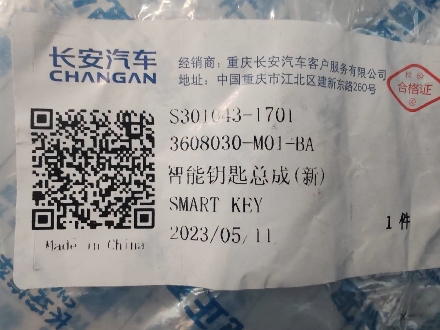 长安汽车
CHANGAN
经销商：重庆长安汽车客户服务有限公司
地址：中国重庆市江北区建新东路260号
合格证
S301043-1701
3608030-M01-BA
智能钥匙总成(新)
SMART KEY
2023/05/11
1 件
Made in China